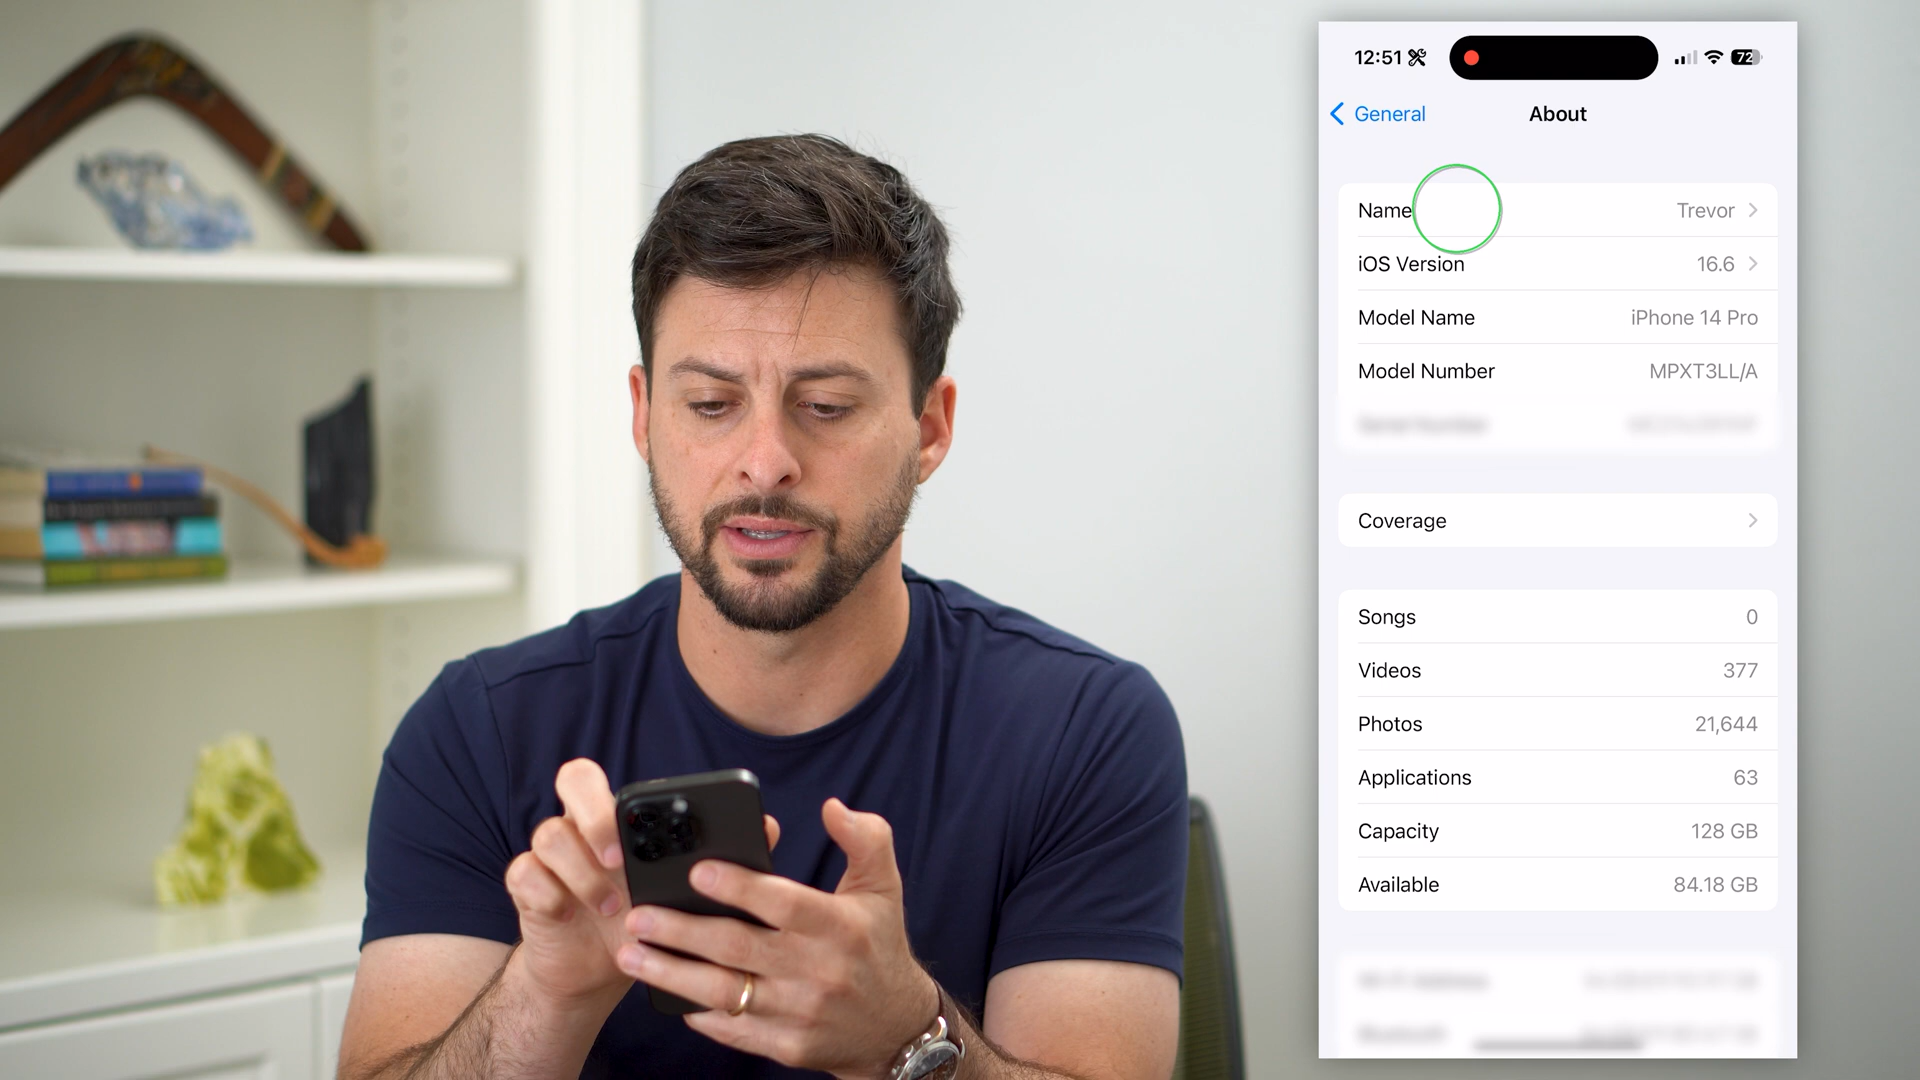 12:51
72
General
About
Name Trevor
iOS Version 16.6
Model Name iPhone 14 Pro
Model Number MPXT3LL/A
Coverage
Songs 0
Videos 377
Photos 21,644
Applications 63
Capacity 128 GB
Available 84.18 GB